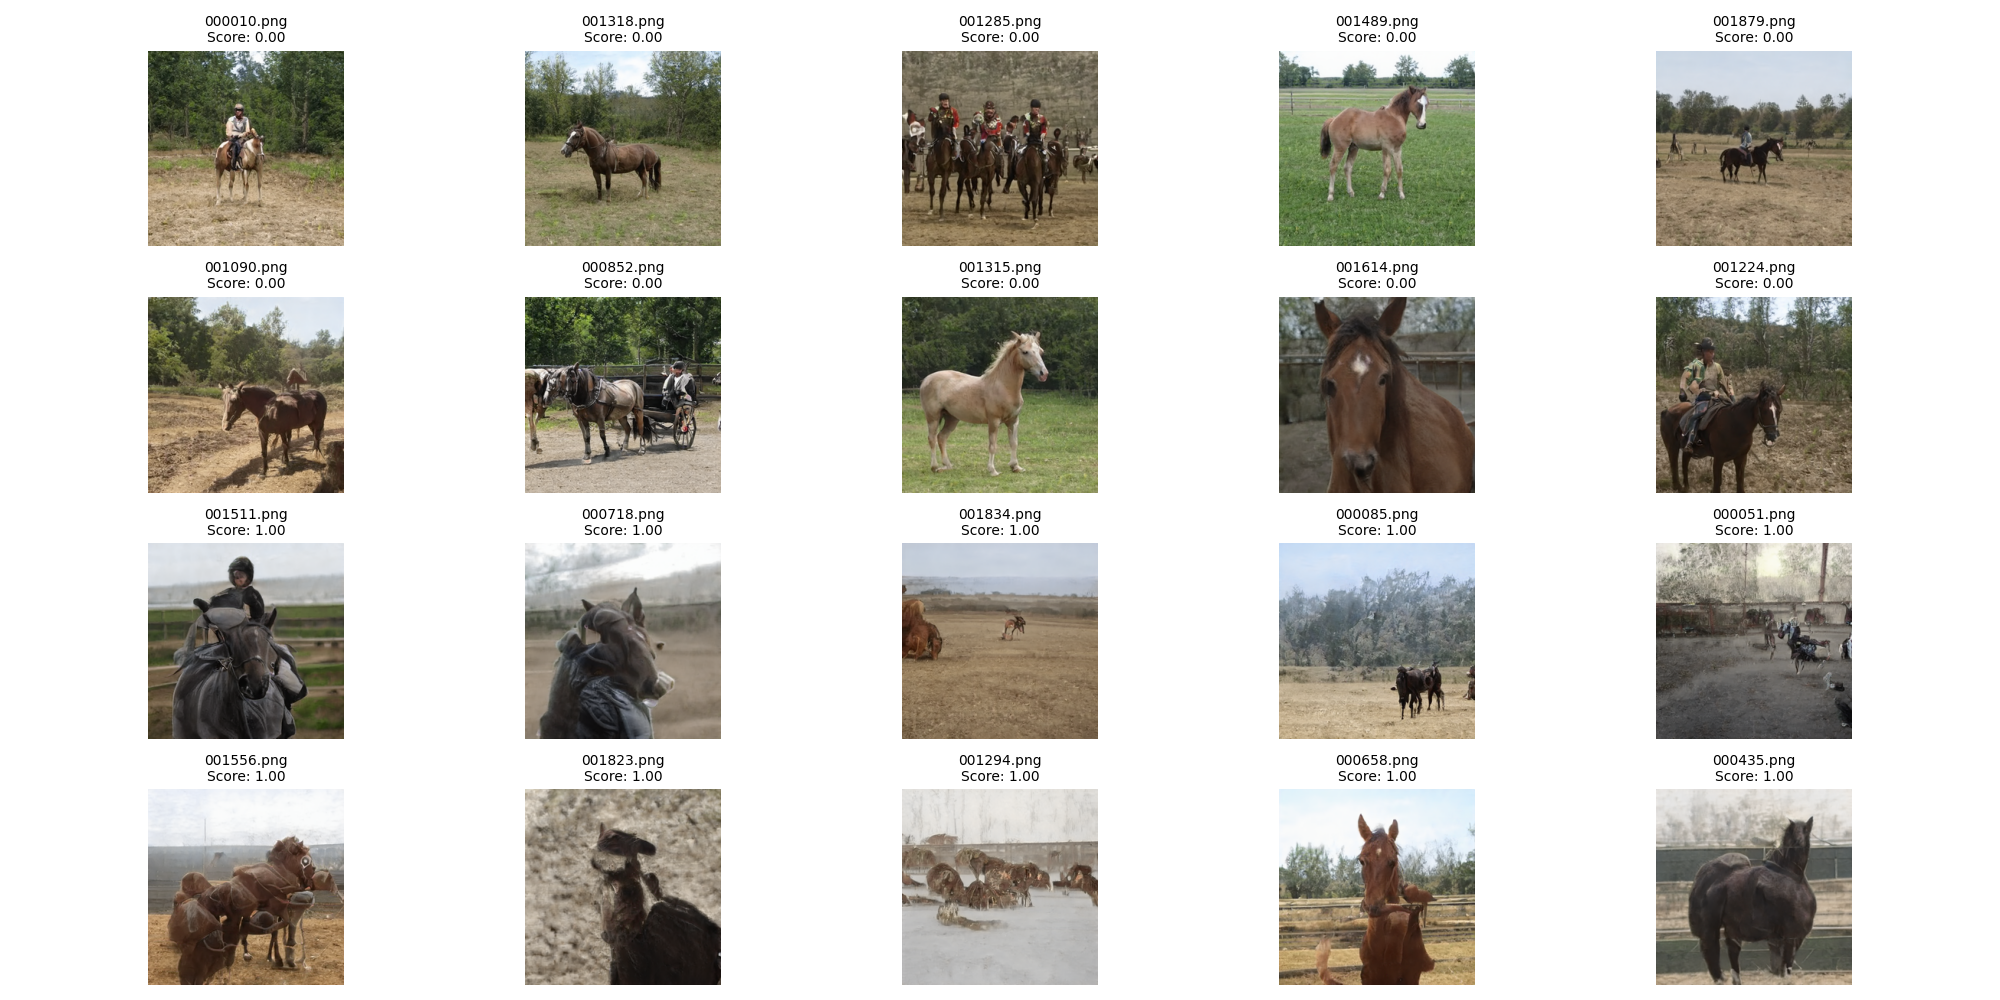 000010.png
Score: 0.00
001318.png
Score: 0.00
001285.png
Score: 0.00
001489.png
Score: 0.00
001879.png
Score: 0.00
001090.png
Score: 0.00
000852.png
Score: 0.00
001315.png
Score: 0.00
001614.png
Score: 0.00
001224.png
Score: 0.00
001511.png
Score: 1.00
000718.png
Score: 1.00
001834.png
Score: 1.00
000085.png
Score: 1.00
000051.png
Score: 1.00
001556.png
Score: 1.00
001823.png
Score: 1.00
001294.png
Score: 1.00
000658.png
Score: 1.00
000435.png
Score: 1.00